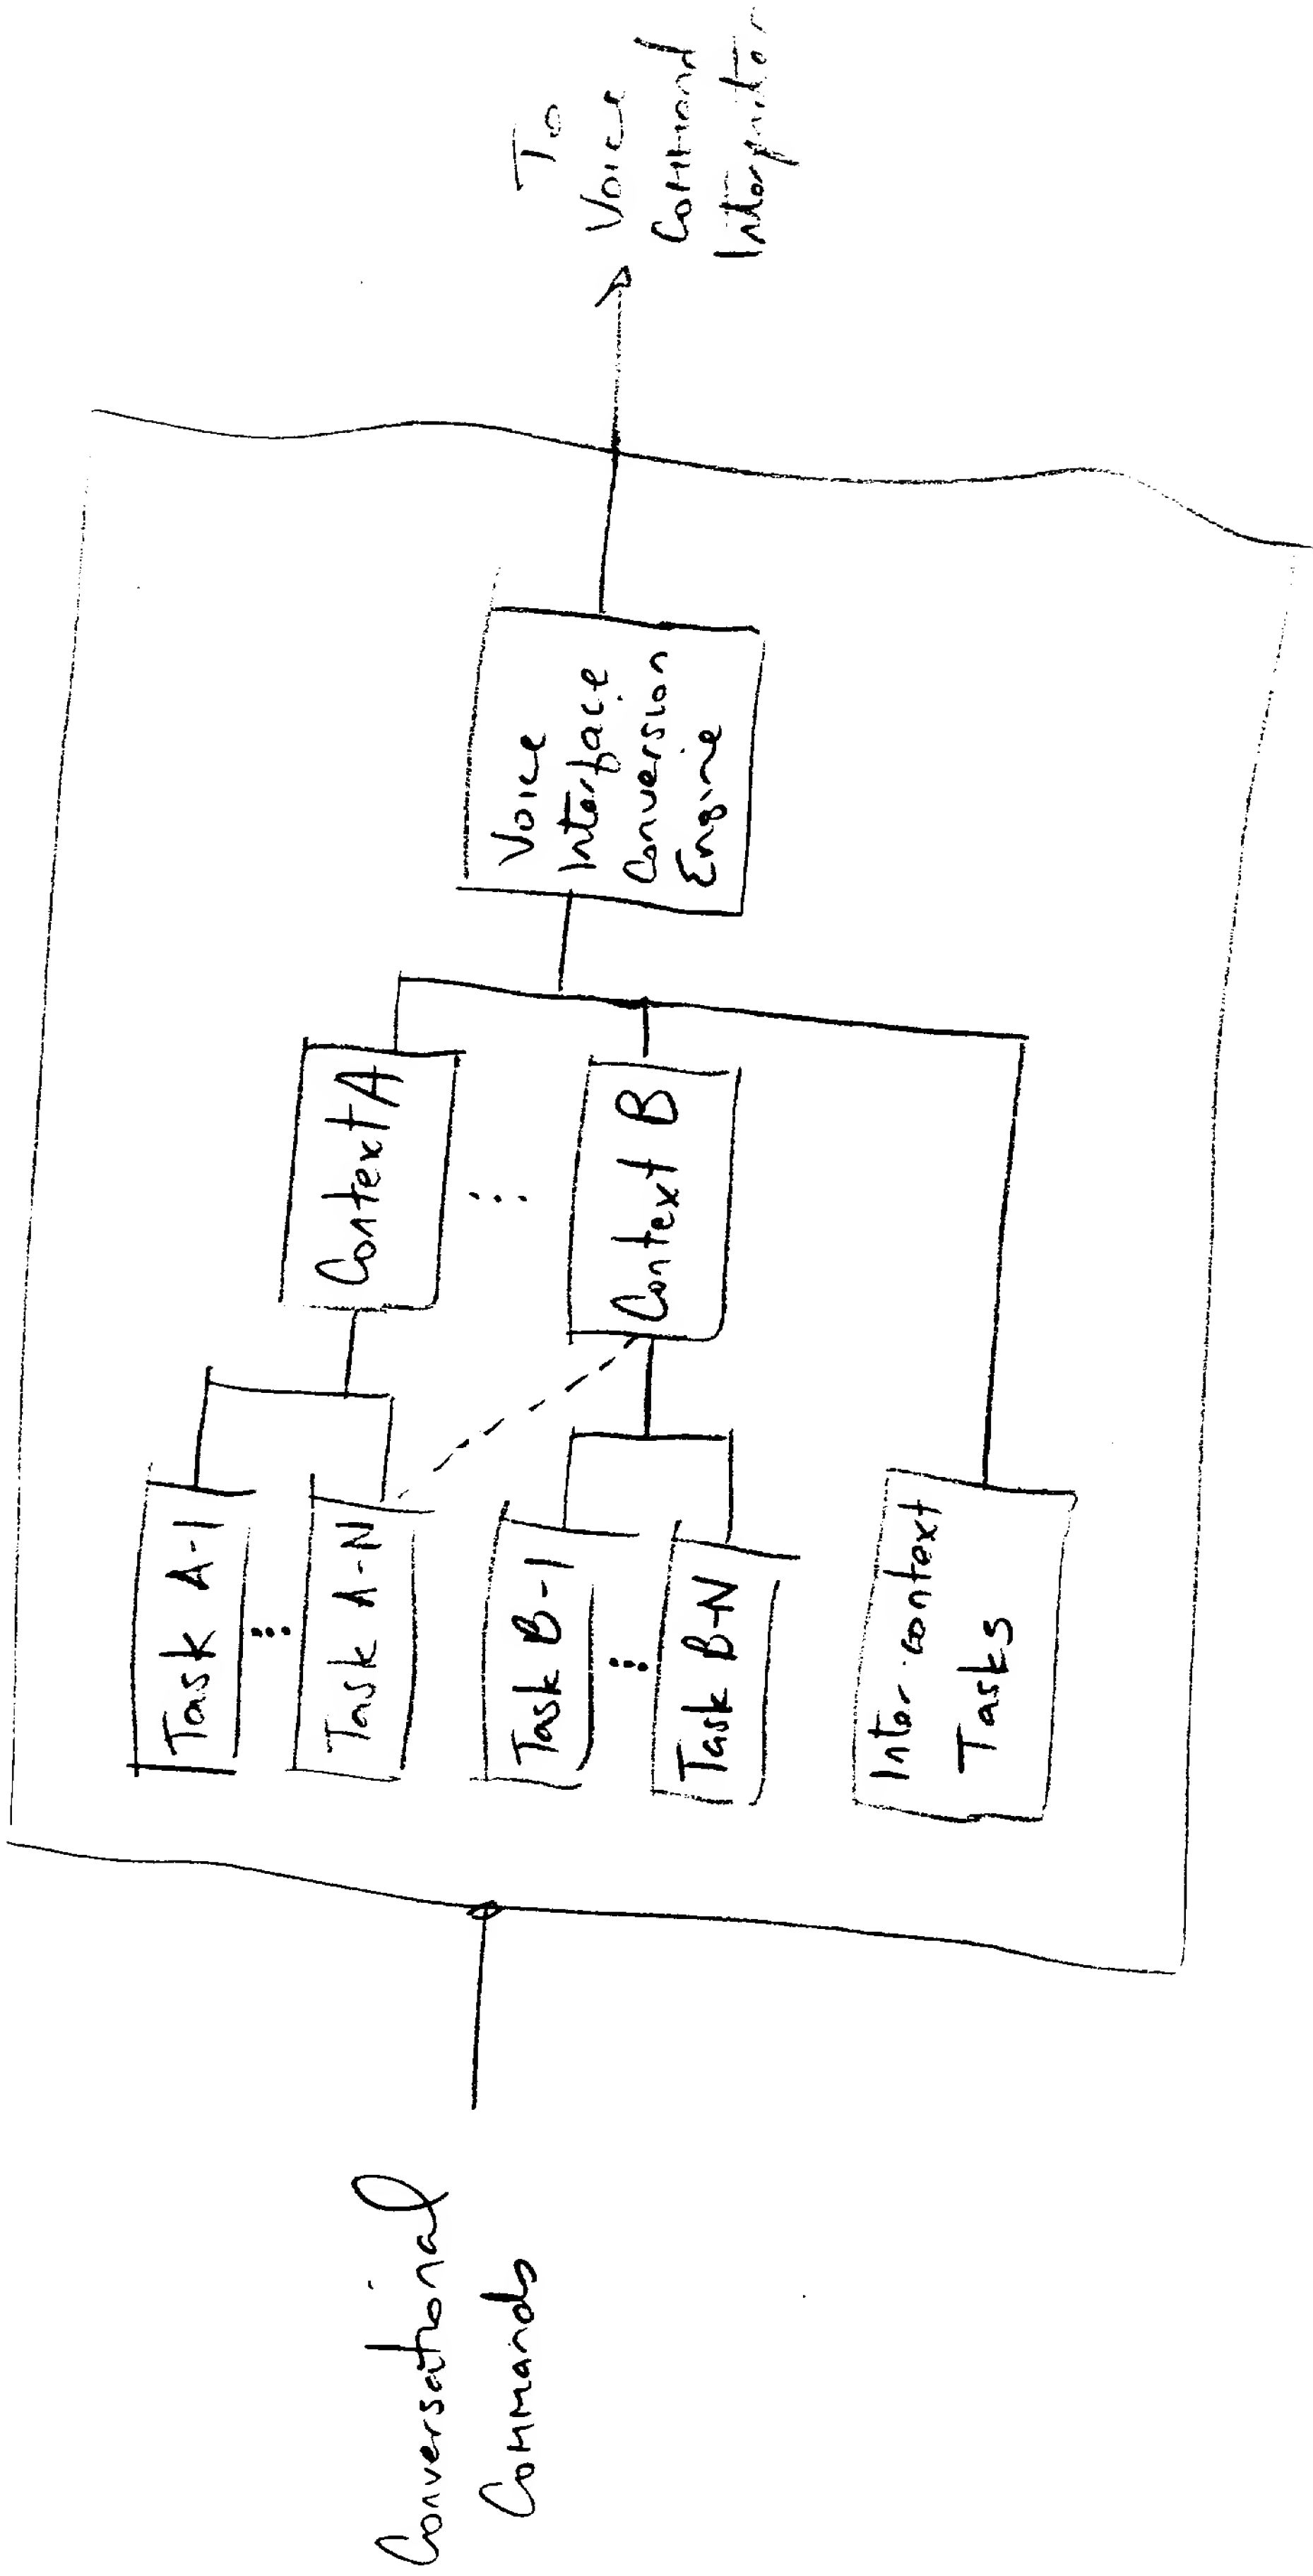 Conversational
Commands
Task A-1
Task A-N
Task B-1
Task B-N
Inter-context
Tasks
Context A
Context B
Voice
Interface
Conversion
Engine
To
Voice
Command
Interpreter